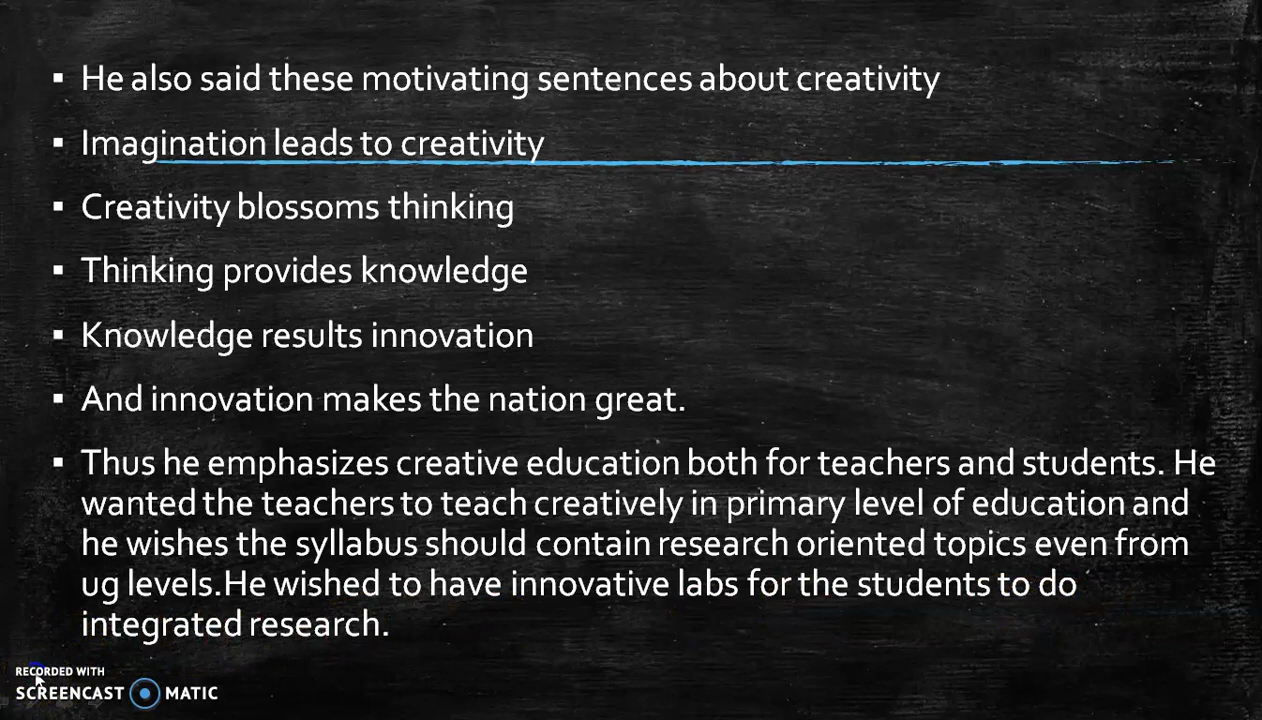 ▪ He also said these motivating sentences about creativity
▪ Imagination leads to creativity
▪ Creativity blossoms thinking
▪ Thinking provides knowledge
▪ Knowledge results innovation
▪ And innovation makes the nation great.
▪ Thus he emphasizes creative education both for teachers and students. He
wanted the teachers to teach creatively in primary level of education and
he wishes the syllabus should contain research oriented topics even from
ug levels.He wished to have innovative labs for the students to do
integrated research.
RECORDED WITH
SCREENCAST MATIC